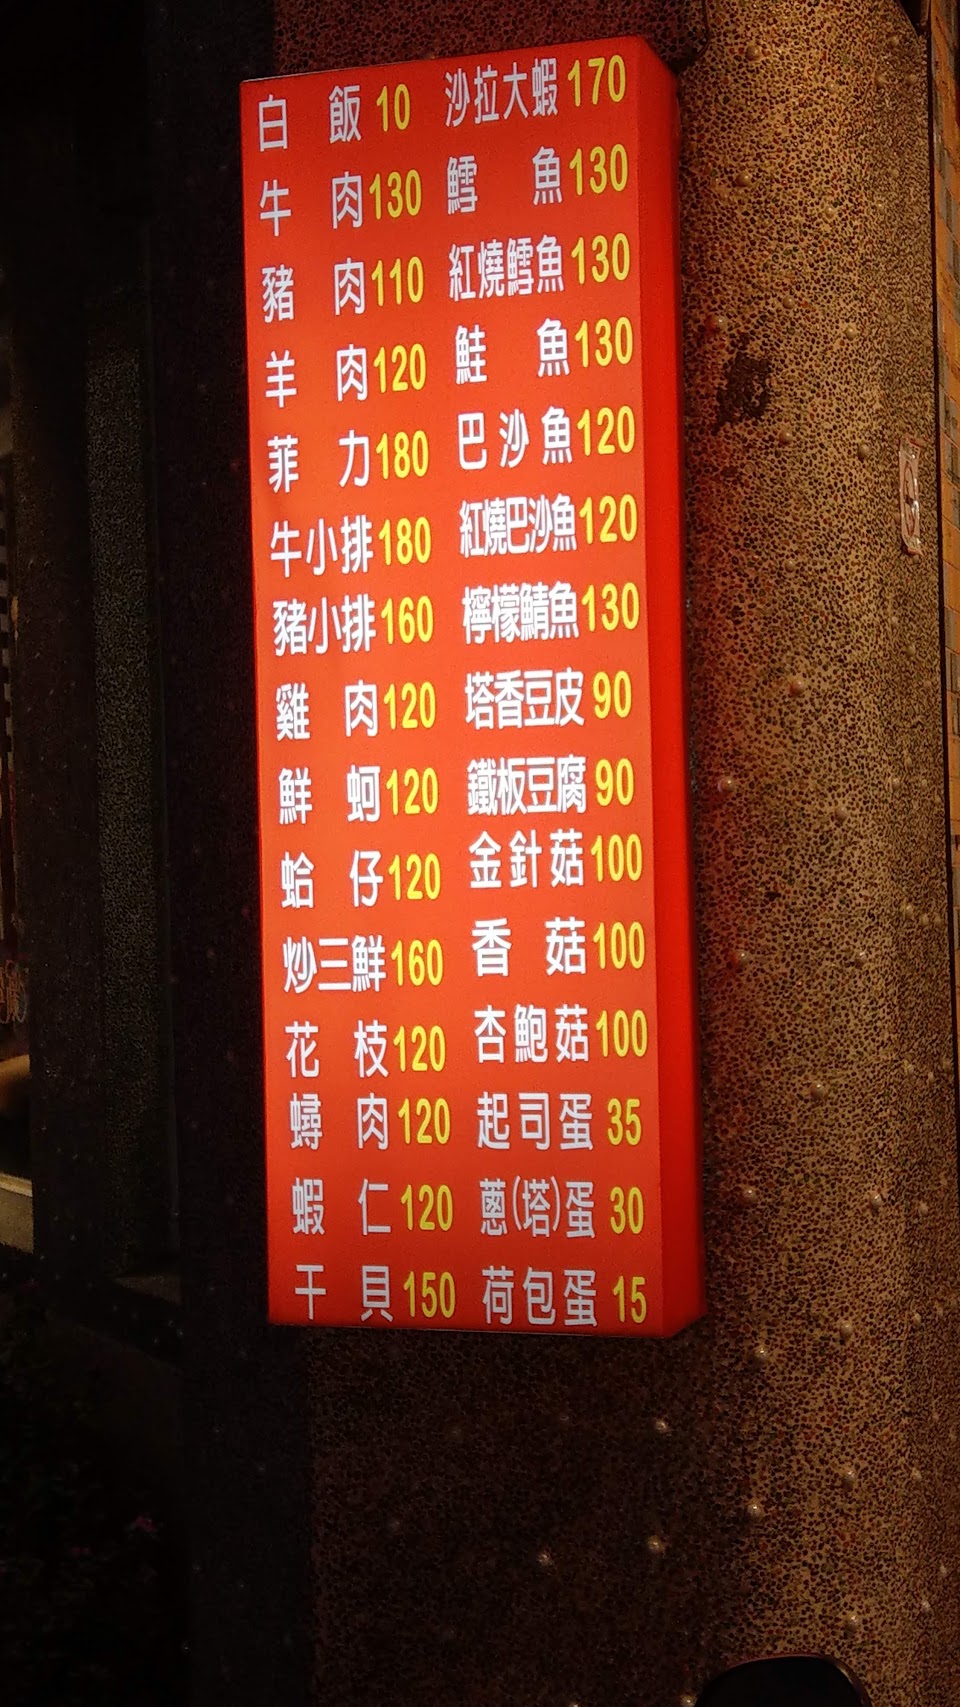 白飯 10
牛肉 130
豬肉 110
羊肉 120
菲力 180
牛小排 180
豬小排 160
雞肉 120
鮮蚵 120
蛤仔 120
炒三鮮 160
花枝 120
蟳肉 120
蝦仁 120
干貝 150
沙拉大蝦 170
鱈魚 130
紅燒鱈魚 130
鮭魚 130
巴沙魚 120
紅燒巴沙魚 120
檸檬鯖魚 130
塔香豆皮 90
鐵板豆腐 90
金針菇 100
香菇 100
杏鮑菇 100
起司蛋 35
蔥(塔)蛋 30
荷包蛋 15